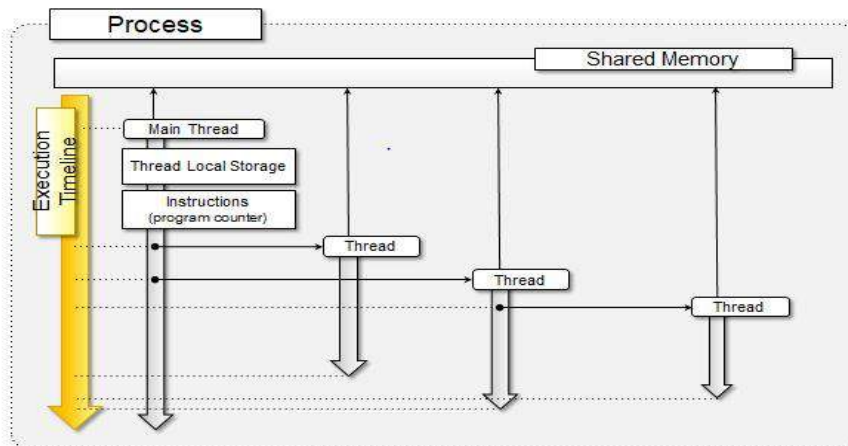 Process
Shared Memory
Execution
Timeline
Main Thread
Thread Local Storage
Instructions
(program counter)
Thread
Thread
Thread